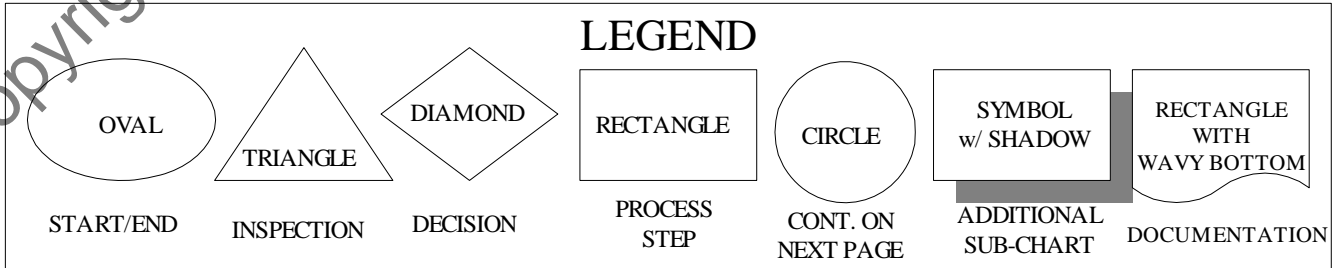 LEGEND
OVAL
TRIANGLE
DIAMOND
RECTANGLE
CIRCLE
SYMBOL
w/ SHADOW
RECTANGLE
WITH
WAVY BOTTOM
START/END
INSPECTION
DECISION
PROCESS
STEP
CONT. ON
NEXT PAGE
ADDITIONAL
SUB-CHART
DOCUMENTATION
opyrig